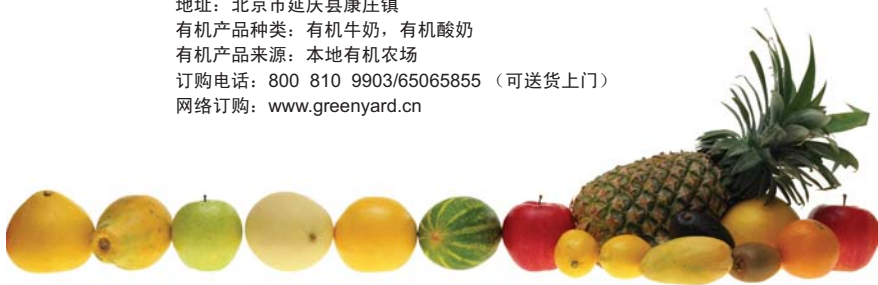 地址：北京市延庆县康庄镇
有机产品种类：有机牛奶，有机酸奶
有机产品来源：本地有机农场
订购电话：800 810 9903/65065855 （可送货上门）
网络订购：www.greenyard.cn